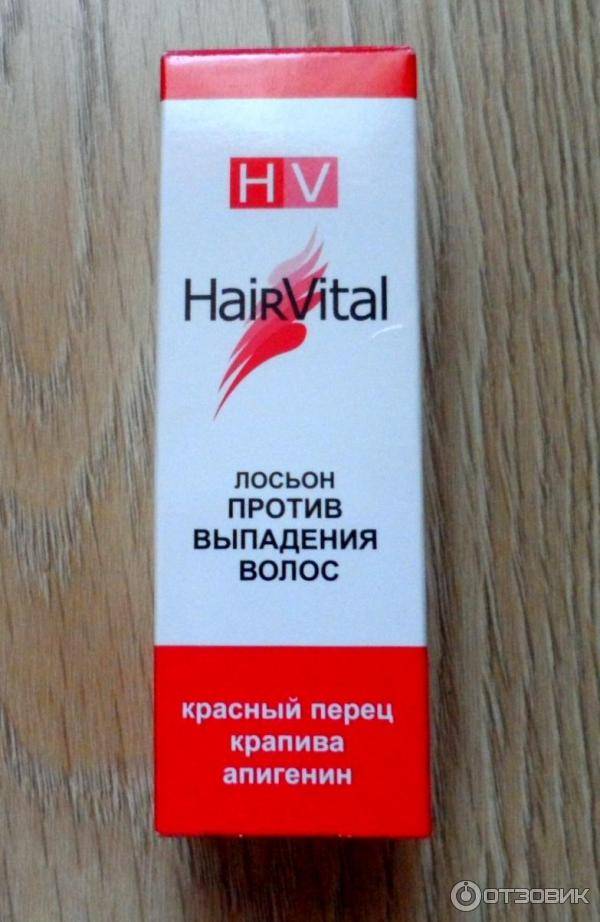 HV
HairVital
ЛОСЬОН
ПРОТИВ
ВЫПАДЕНИЯ
ВОЛОС
красный перец
крапива
апигенин
ОТЗОВИК